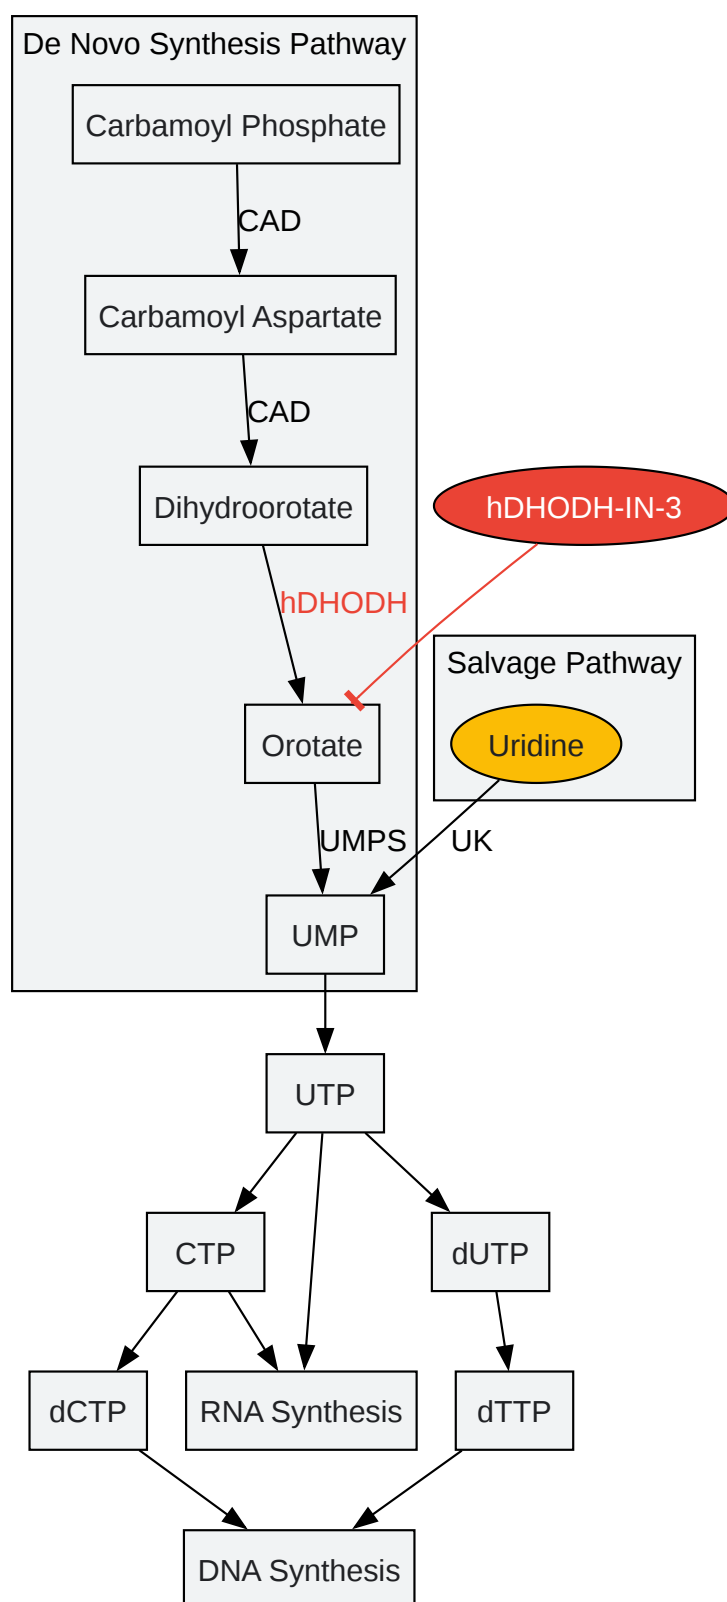 De Novo Synthesis Pathway
Carbamoyl Phosphate
CAD
Carbamoyl Aspartate
CAD
Dihydroorotate
hDHODH-IN-3
hDHODH
Salvage Pathway
Orotate
Uridine
UMPS
UK
UMP
UTP
CTP
dUTP
dCTP
RNA Synthesis
dTTP
DNA Synthesis